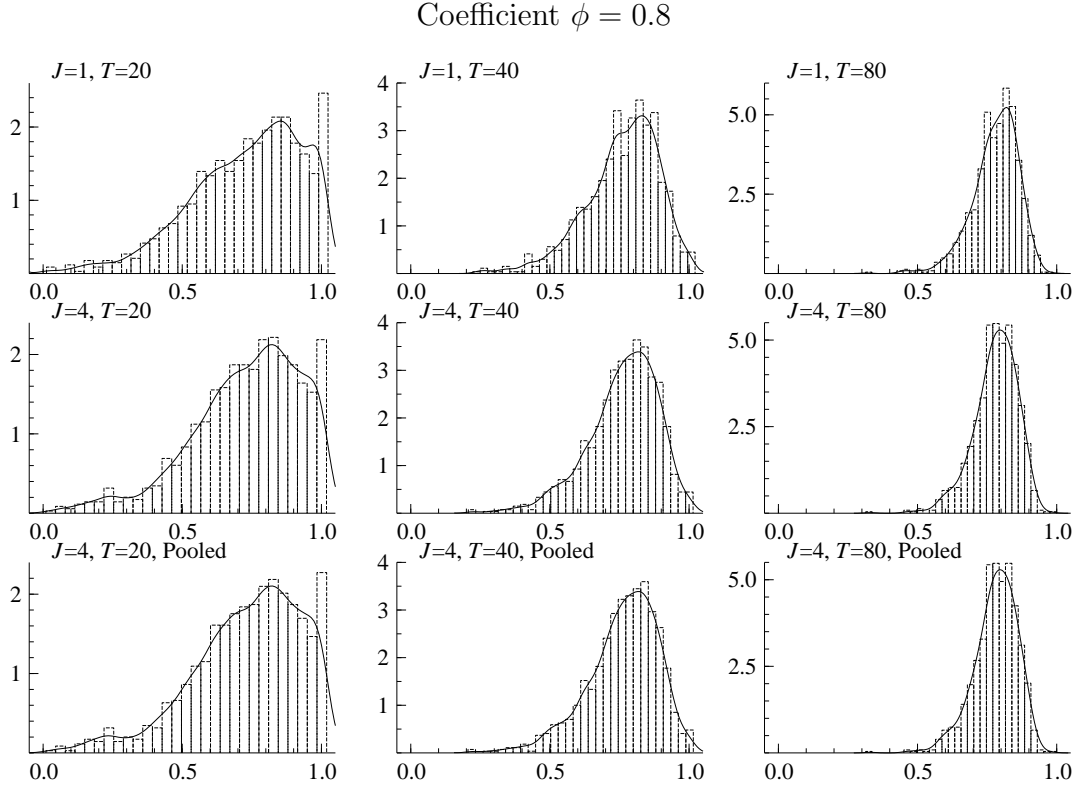 Coefficient ϕ = 0.8
J=1, T=20
J=1, T=40
J=1, T=80
2
1
0.0 0.5 1.0
4
3
2
1
0.0 0.5 1.0
5.0
2.5
0.0 0.5 1.0
J=4, T=20
J=4, T=40
J=4, T=80
2
1
0.0 0.5 1.0
4
3
2
1
0.0 0.5 1.0
5.0
2.5
0.0 0.5 1.0
J=4, T=20, Pooled
J=4, T=40, Pooled
J=4, T=80, Pooled
2
1
0.0 0.5 1.0
4
3
2
1
0.0 0.5 1.0
5.0
2.5
0.0 0.5 1.0